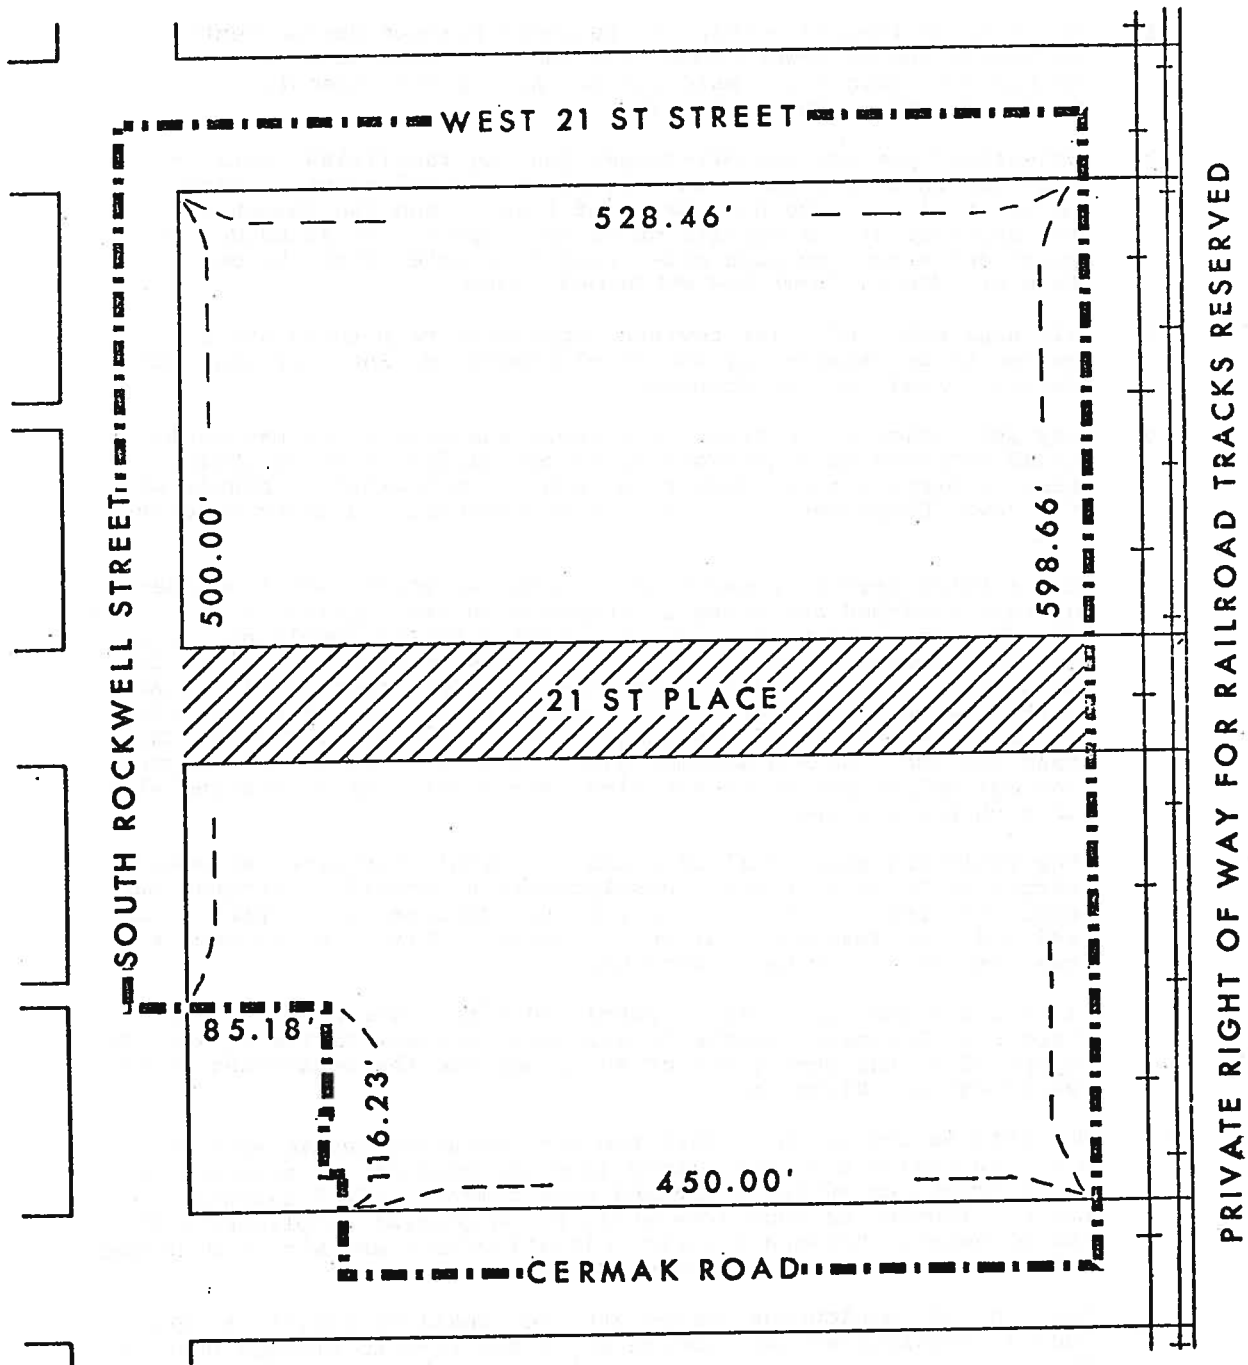 WEST 21 ST STREET
528.46'
500.00'
598.66'
SOUTH ROCKWELL STREET
21 ST PLACE
PRIVATE RIGHT OF WAY FOR RAILROAD TRACKS RESERVED
85.18'
116.23'
450.00'
CERMAK ROAD